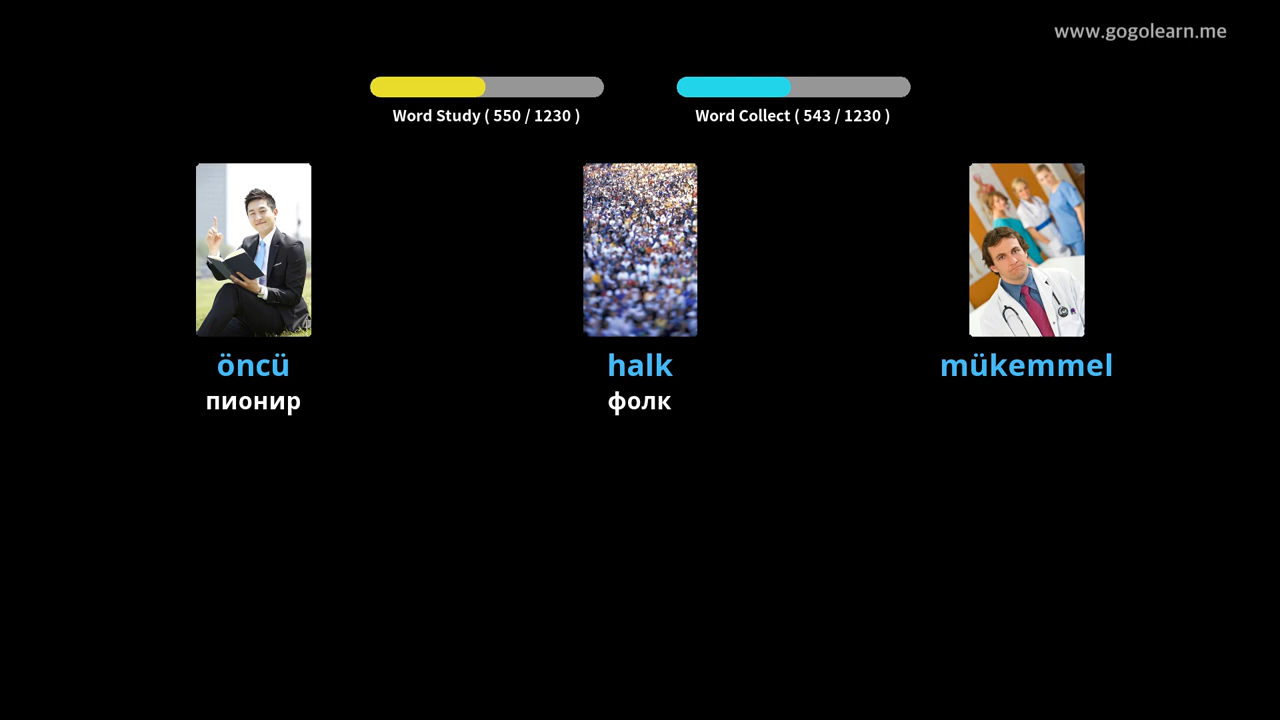 www.gogolearn.me
Word Study ( 550 / 1230 )
Word Collect ( 543 / 1230 )
öncü
halk
mükemmel
пионир
фолк